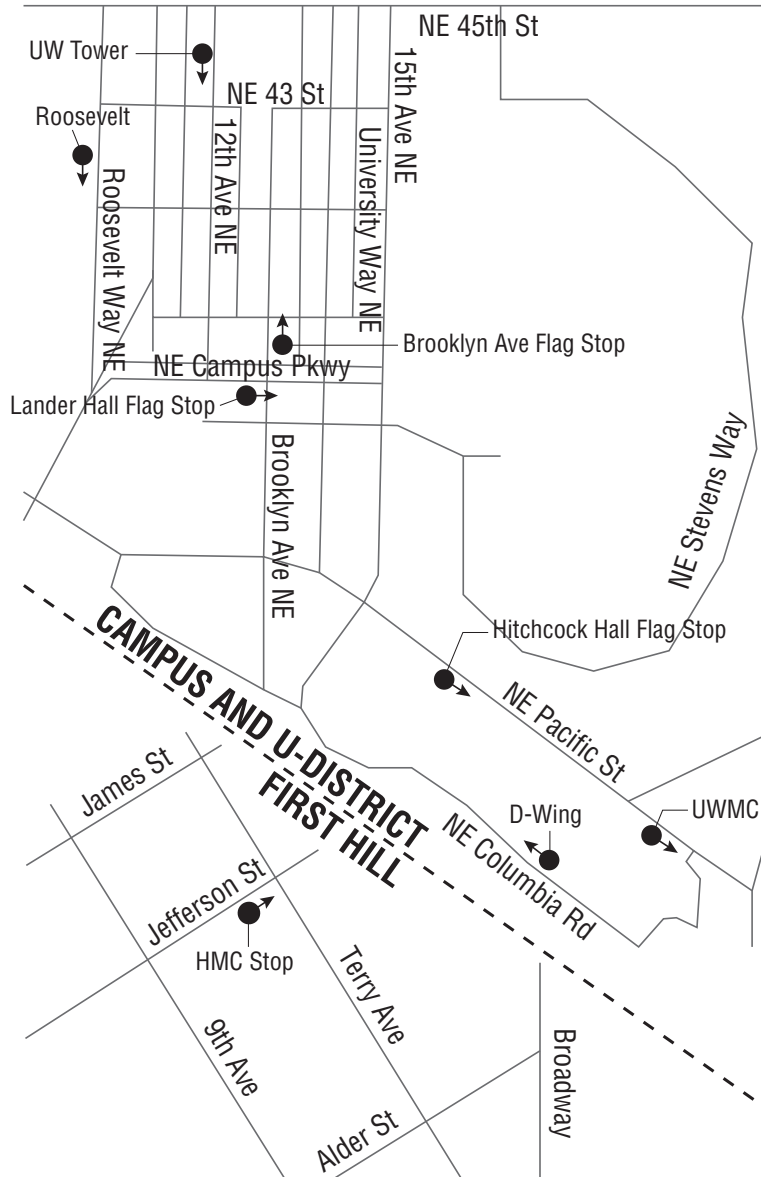 NE 45th St
UW Tower
15th Ave NE
NE 43 St
Roosevelt
12th Ave NE
University Way NE
Roosevelt Way NE
Brooklyn Ave Flag Stop
NE Campus Pkwy
Lander Hall Flag Stop
Brooklyn Ave NE
NE Stevens Way
Hitchcock Hall Flag Stop
CAMPUS AND U-DISTRICT
FIRST HILL
NE Pacific St
James St
D-Wing
UWMC
NE Columbia Rd
Jefferson St
HMC Stop
Terry Ave
9th Ave
Broadway
Alder St